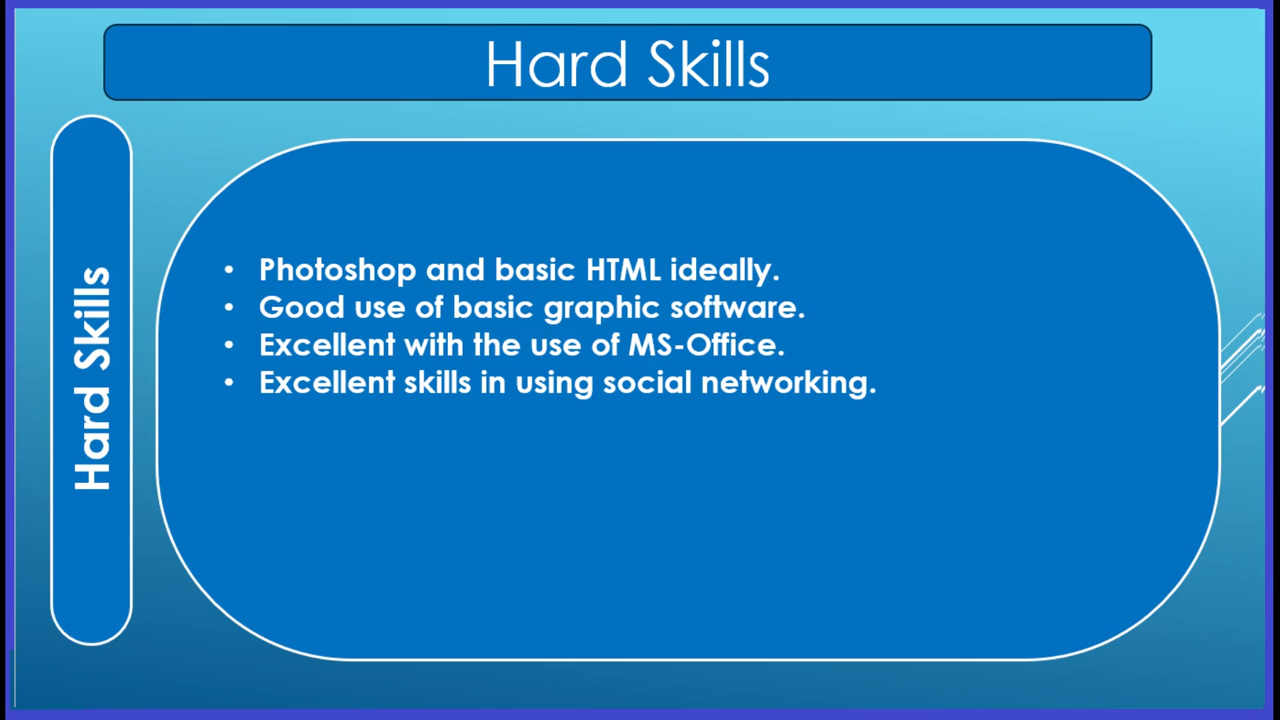 Hard Skills
Hard Skills
• Photoshop and basic HTML ideally.
• Good use of basic graphic software.
• Excellent with the use of MS-Office.
• Excellent skills in using social networking.